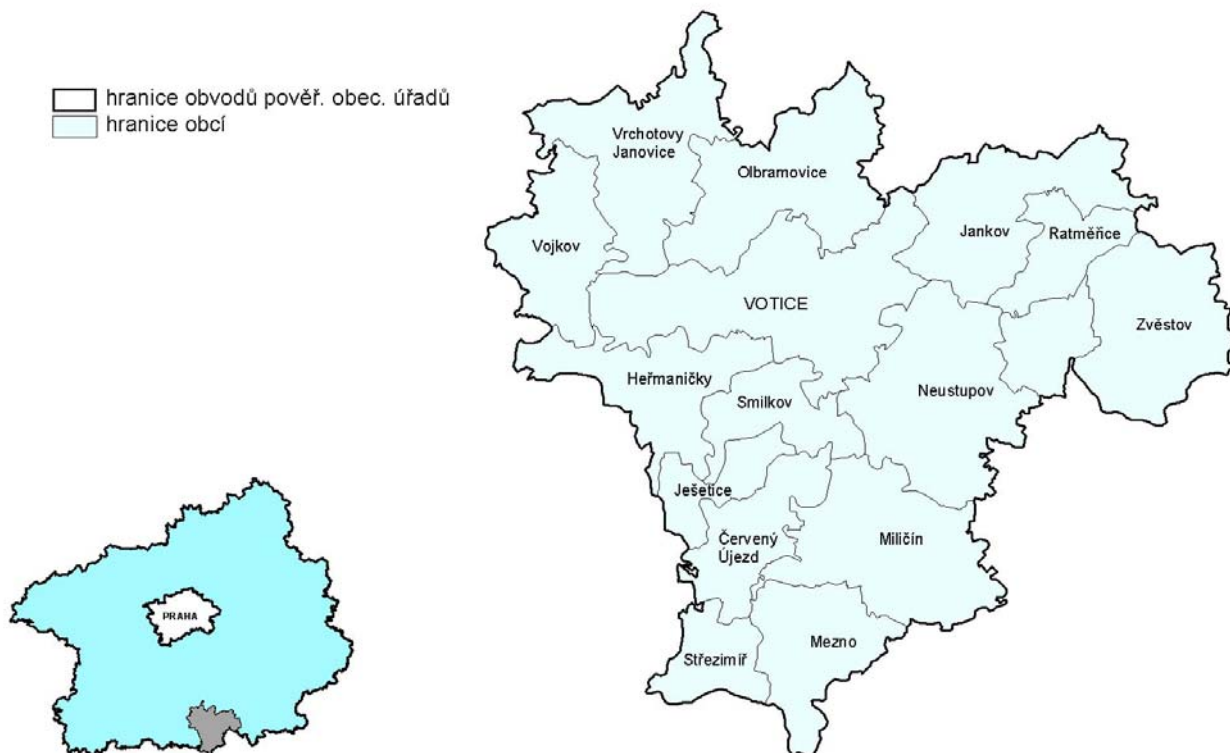 hranice obvodů pověř. obec. úřadů
hranice obcí
Vrchotovy
Janovice
Olbramovice
Vojkov
Jankov
Ratměřice
VOTICE
Zvěstov
Heřmaničky
Smilkov
Neustupov
Ješetice
Červený
Újezd
Miličín
Střezimíř
Mezno
PRAHA